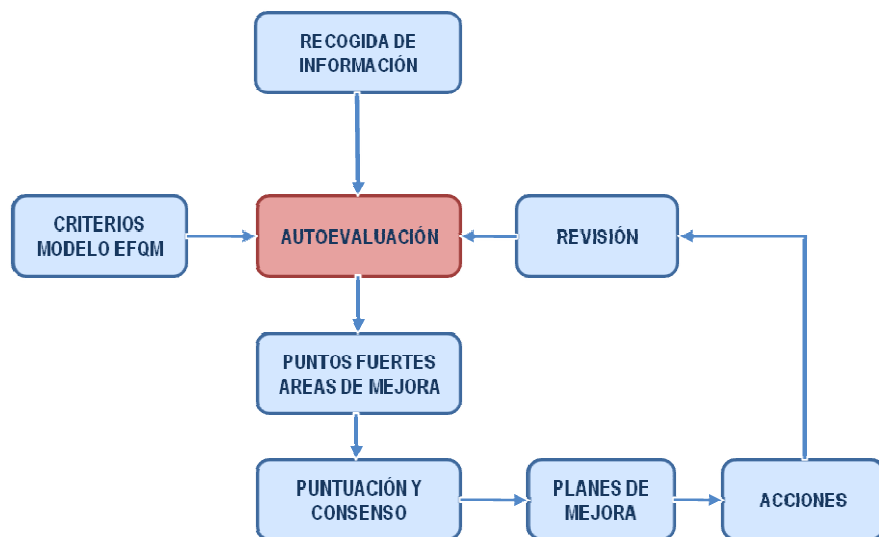 RECOGIDA DE
INFORMACIÓN
CRITERIOS
MODELO EFQM
AUTOEVALUACIÓN
REVISIÓN
PUNTOS FUERTES
AREAS DE MEJORA
PUNTUACIÓN Y
CONSENSO
PLANES DE
MEJORA
ACCIONES